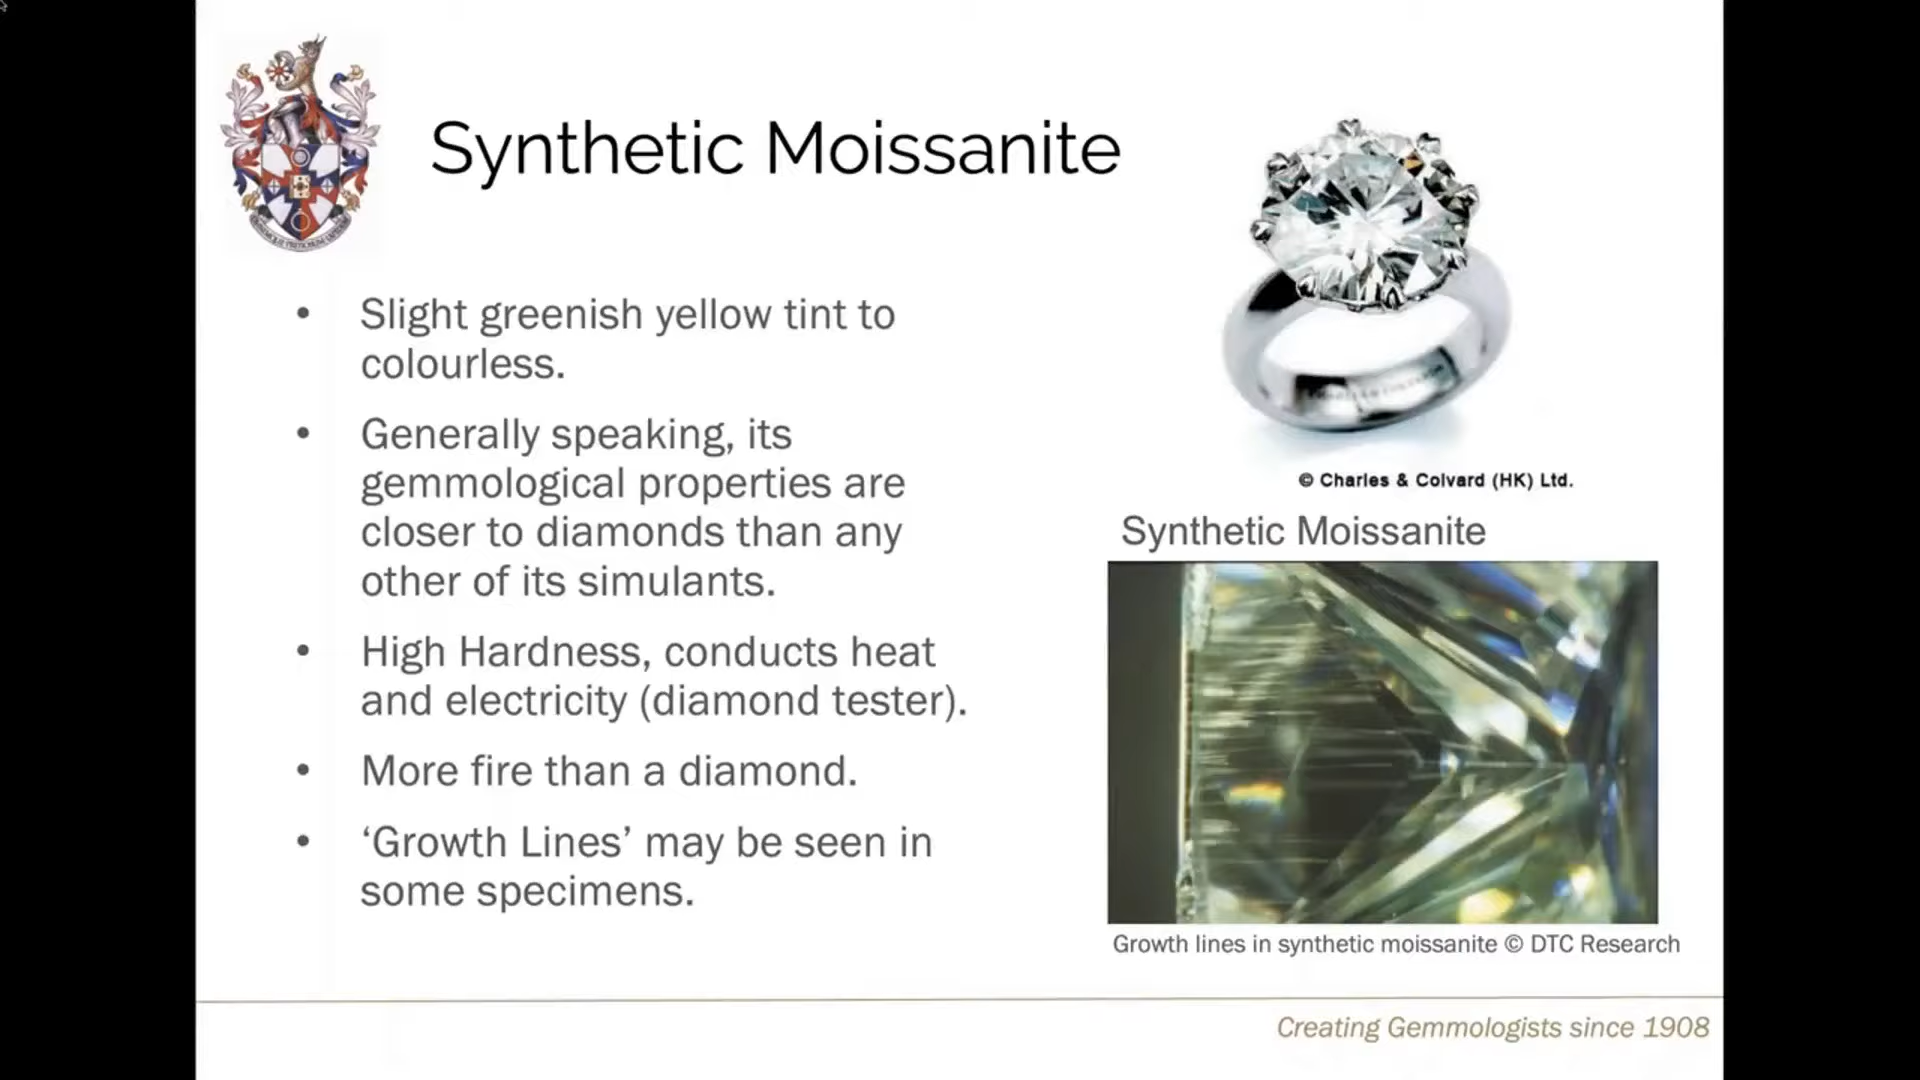 Synthetic Moissanite
• Slight greenish yellow tint to
colourless.
• Generally speaking, its
gemmological properties are
closer to diamonds than any
other of its simulants.
• High Hardness, conducts heat
and electricity (diamond tester).
• More fire than a diamond.
• ‘Growth Lines’ may be seen in
some specimens.
© Charles & Colvard (HK) Ltd.
Synthetic Moissanite
Growth lines in synthetic moissanite © DTC Research
Creating Gemmologists since 1908